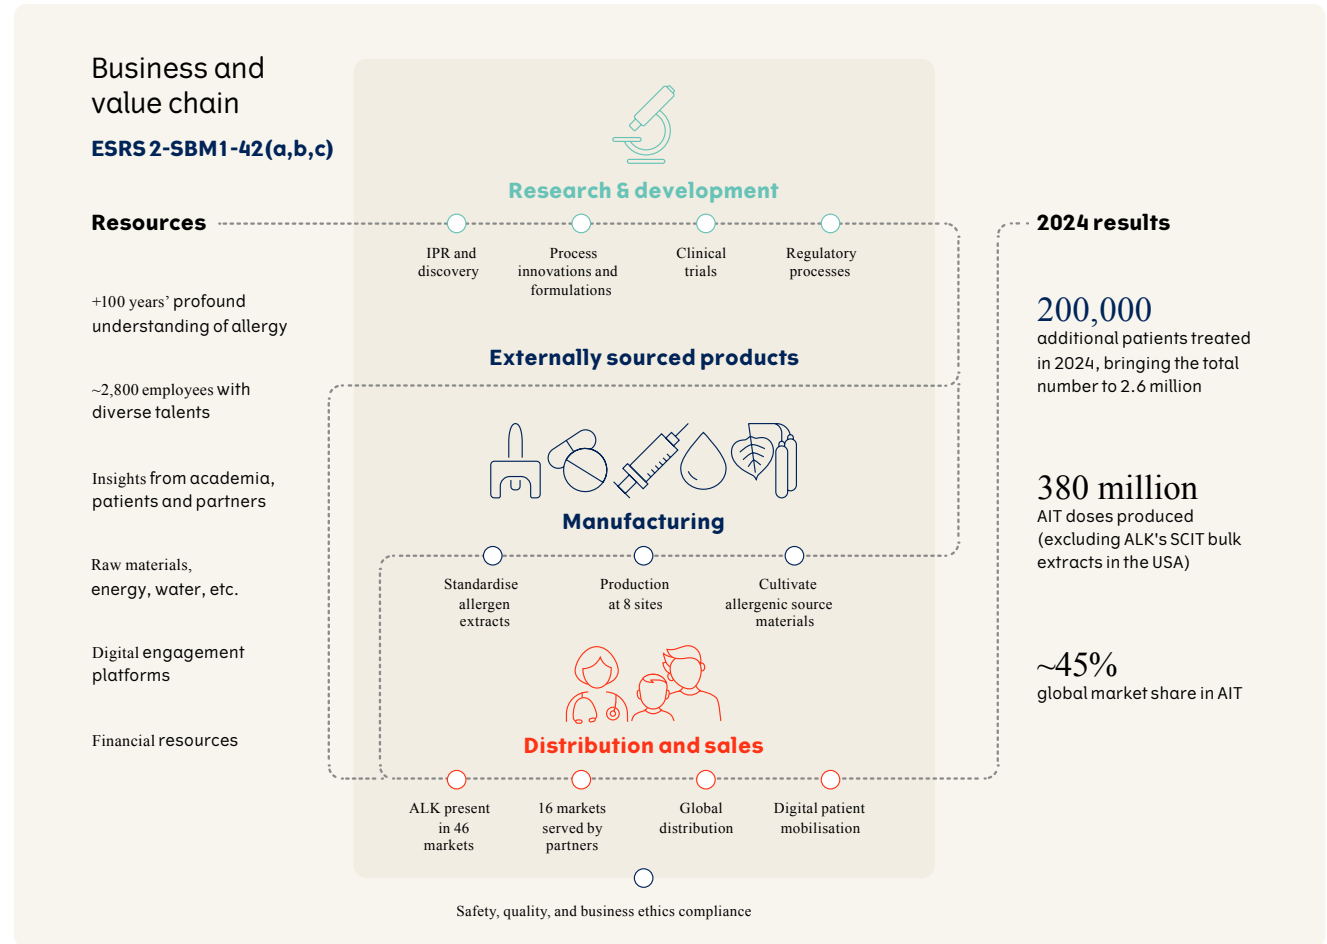 Business and
value chain
ESRS 2-SBM1-42(a,b,c)
Resources
+100 years’ profound
understanding of allergy
~2,800 employees with
diverse talents
Insights from academia,
patients and partners
Raw materials,
energy, water, etc.
Digital engagement
platforms
Financial resources
Research & development
IPR and
discovery
Process
innovations and
formulations
Clinical
trials
Regulatory
processes
Externally sourced products
Manufacturing
Standardise
allergen
extracts
Production
at 8 sites
Cultivate
allergenic source
materials
Distribution and sales
ALK present
in 46
markets
16 markets
served by
partners
Global
distribution
Digital patient
mobilisation
Safety, quality, and business ethics compliance
2024 results
200,000
additional patients treated
in 2024, bringing the total
number to 2.6 million
380 million
AIT doses produced
(excluding ALK's SCIT bulk
extracts in the USA)
~45%
global market share in AIT